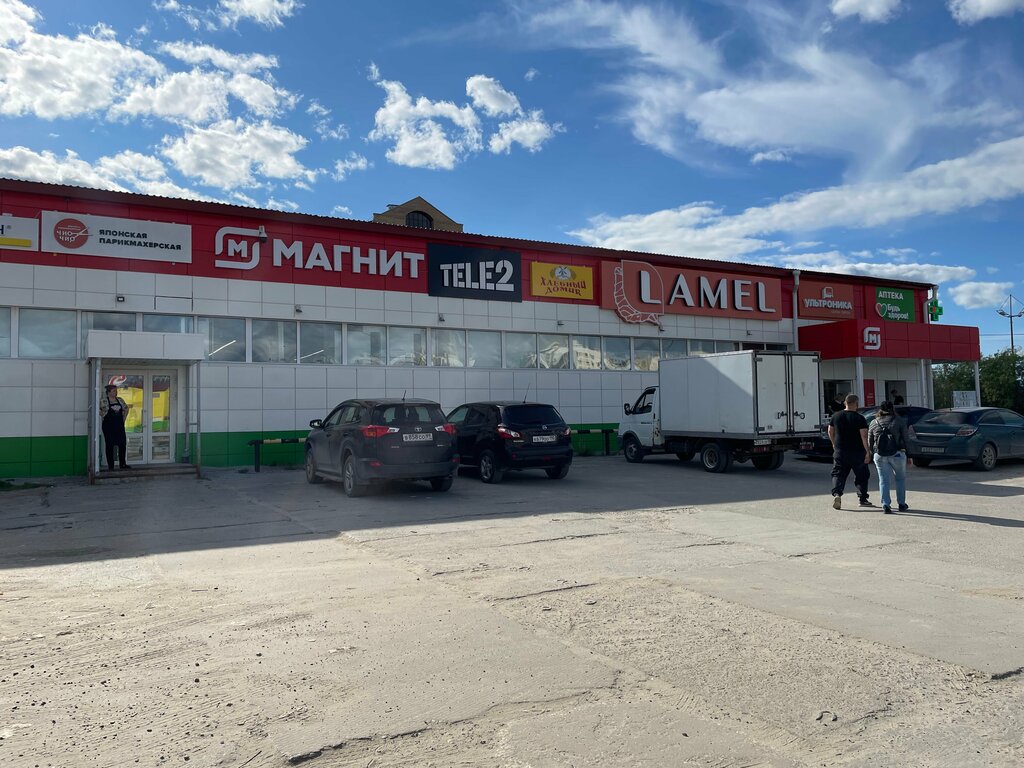 Н®
ЧИО
ЧИО
ЯПОНСКАЯ
ПАРИКМАХЕРСКАЯ
М
МАГНИТ
TELE2
ХЛЕБНЫЙ
ДОМИК
LAMEL
УЛЬТРОНИКА
АПТЕКА
Будь
здоров!
М